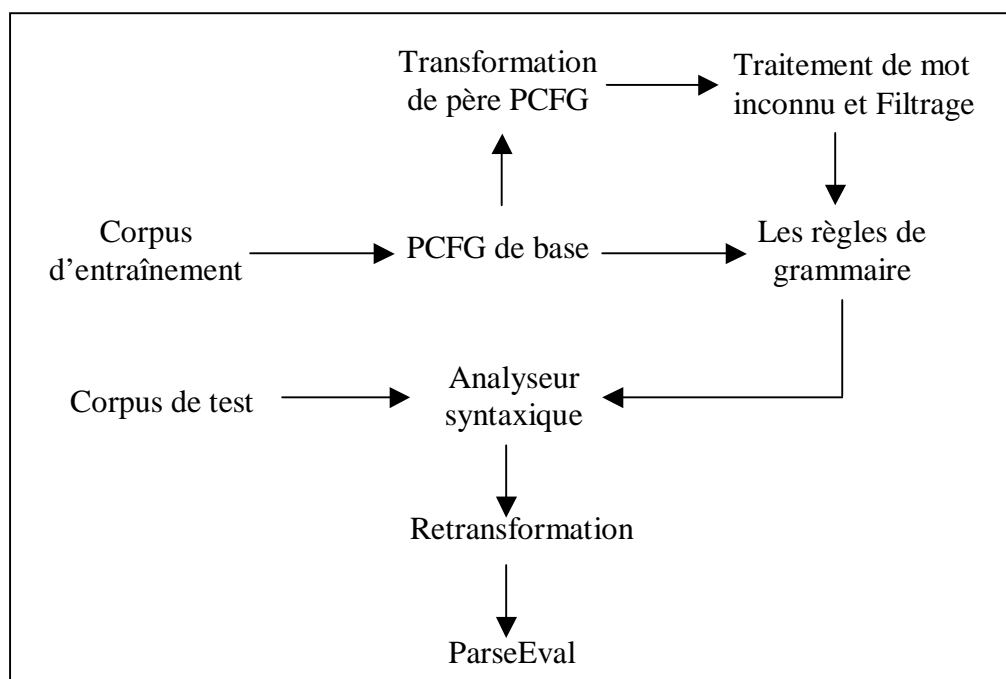 Transformation
de père PCFG
Traitement de mot
inconnu et Filtrage
Corpus
d’entraînement
PCFG de base
Les règles de
grammaire
Corpus de test
Analyseur
syntaxique
Retransformation
ParseEval